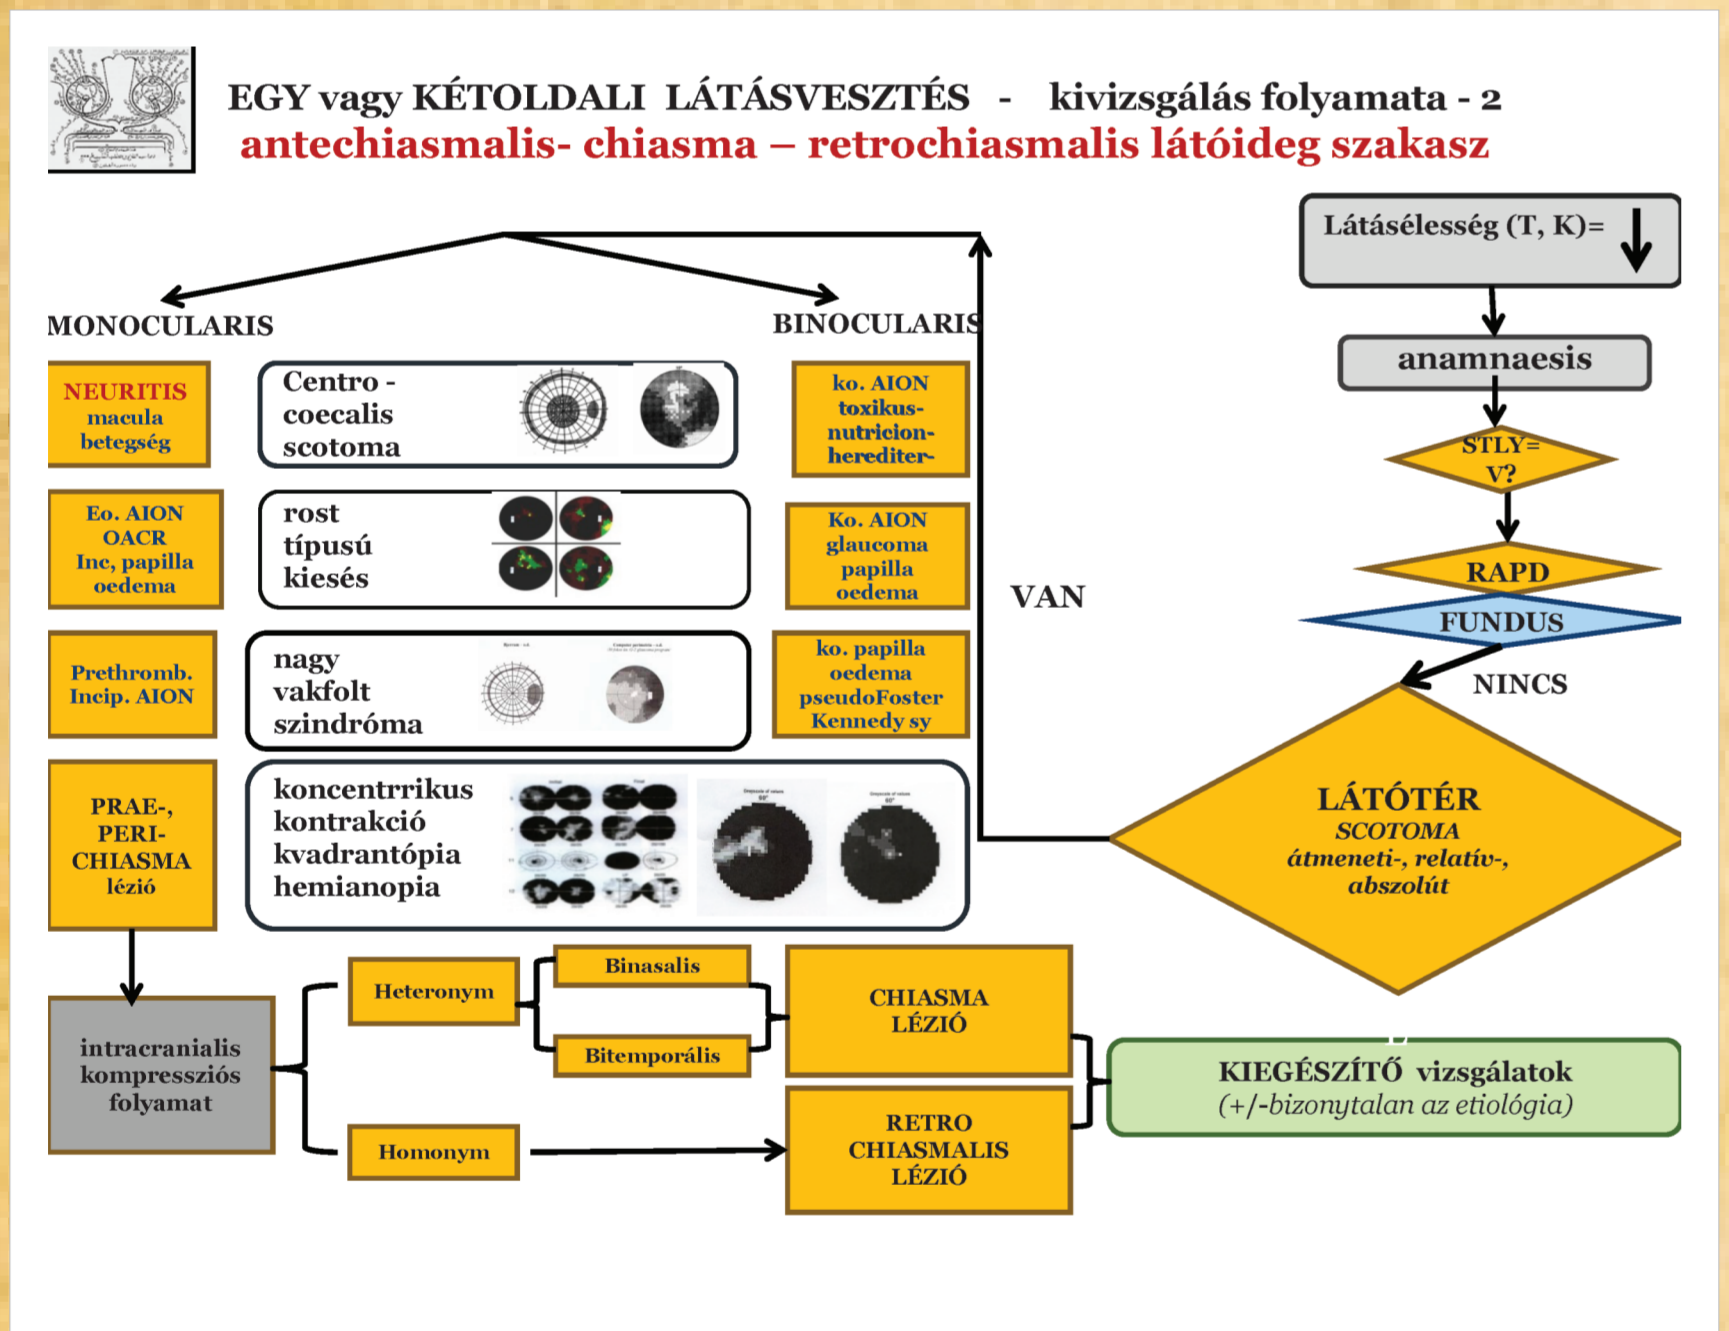 EGY vagy KÉTOLDALI LÁTÁSVESZTÉS - kivizsgálás folyamata - 2
antechiasmalis- chiasma – retrochiasmalis látóideg szakasz
Látásélesség (T, K)=
anamnaesis
STLY=
V?
RAPD
FUNDUS
NINCS
LÁTÓTÉR
SCOTOMA
átmeneti-, relatív-,
abszolút
VAN
MONOCULARIS
BINOCULARIS
NEURITIS
macula
betegség
Centro -
coecalis
scotoma
ko. AION
toxikus-
nutricion-
herediter-
Eo. AION
OACR
Inc, papilla
oedema
rost
típusú
kiesés
Ko. AION
glaucoma
papilla
oedema
Prethromb.
Incip. AION
nagy
vakfolt
szindróma
ko. papilla
oedema
pseudoFoster
Kennedy sy
PRAE-,
PERI-
CHIASMA
lézió
koncentrrikus
kontrakció
kvadrantópia
hemianopia
intracranialis
kompressziós
folyamat
Heteronym
Binasalis
Bitemporális
Homonym
CHIASMA
LÉZIÓ
RETRO
CHIASMALIS
LÉZIÓ
KIEGÉSZÍTŐ vizsgálatok
(+/-bizonytalan az etiológia)